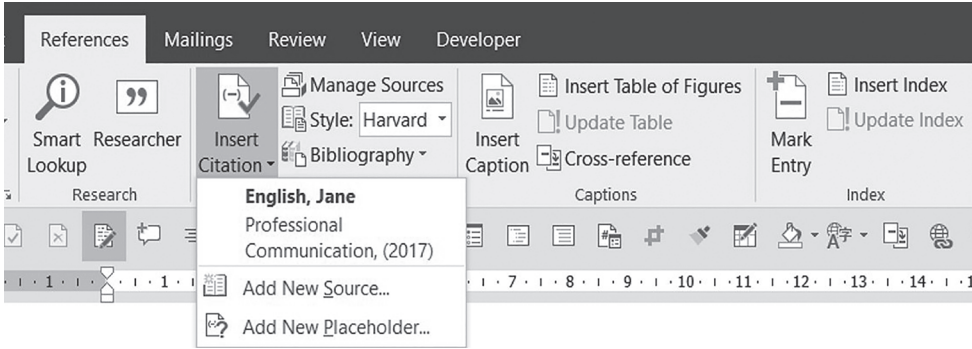 References Mailings Review View Developer
Smart Lookup
Researcher
Research
Insert Citation
Manage Sources
Style: Harvard
Bibliography
English, Jane
Professional
Communication, (2017)
Add New Source...
Add New Placeholder...
Insert Caption
Insert Table of Figures
Update Table
Cross-reference
Captions
Mark Entry
Insert Index
Update Index
Index
1 1 7 8 9 10 11 12 13 14